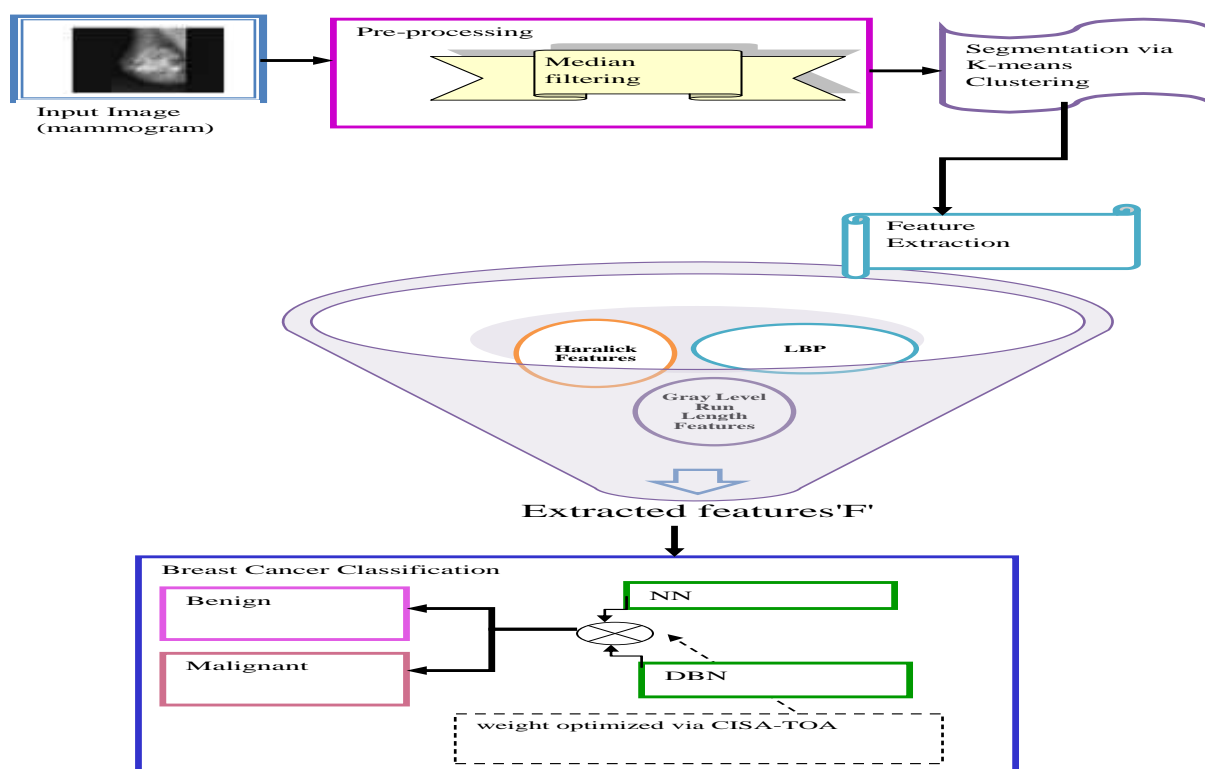 Pre-processing
Median
filtering
Segmentation via
K-means
Clustering
Input Image
(mammogram)
Feature
Extraction
Haralick
Features
LBP
Gray Level
Run
Length
Features
Extracted features'F'
Breast Cancer Classification
Benign
NN
Malignant
DBN
weight optimized via CISA-TOA